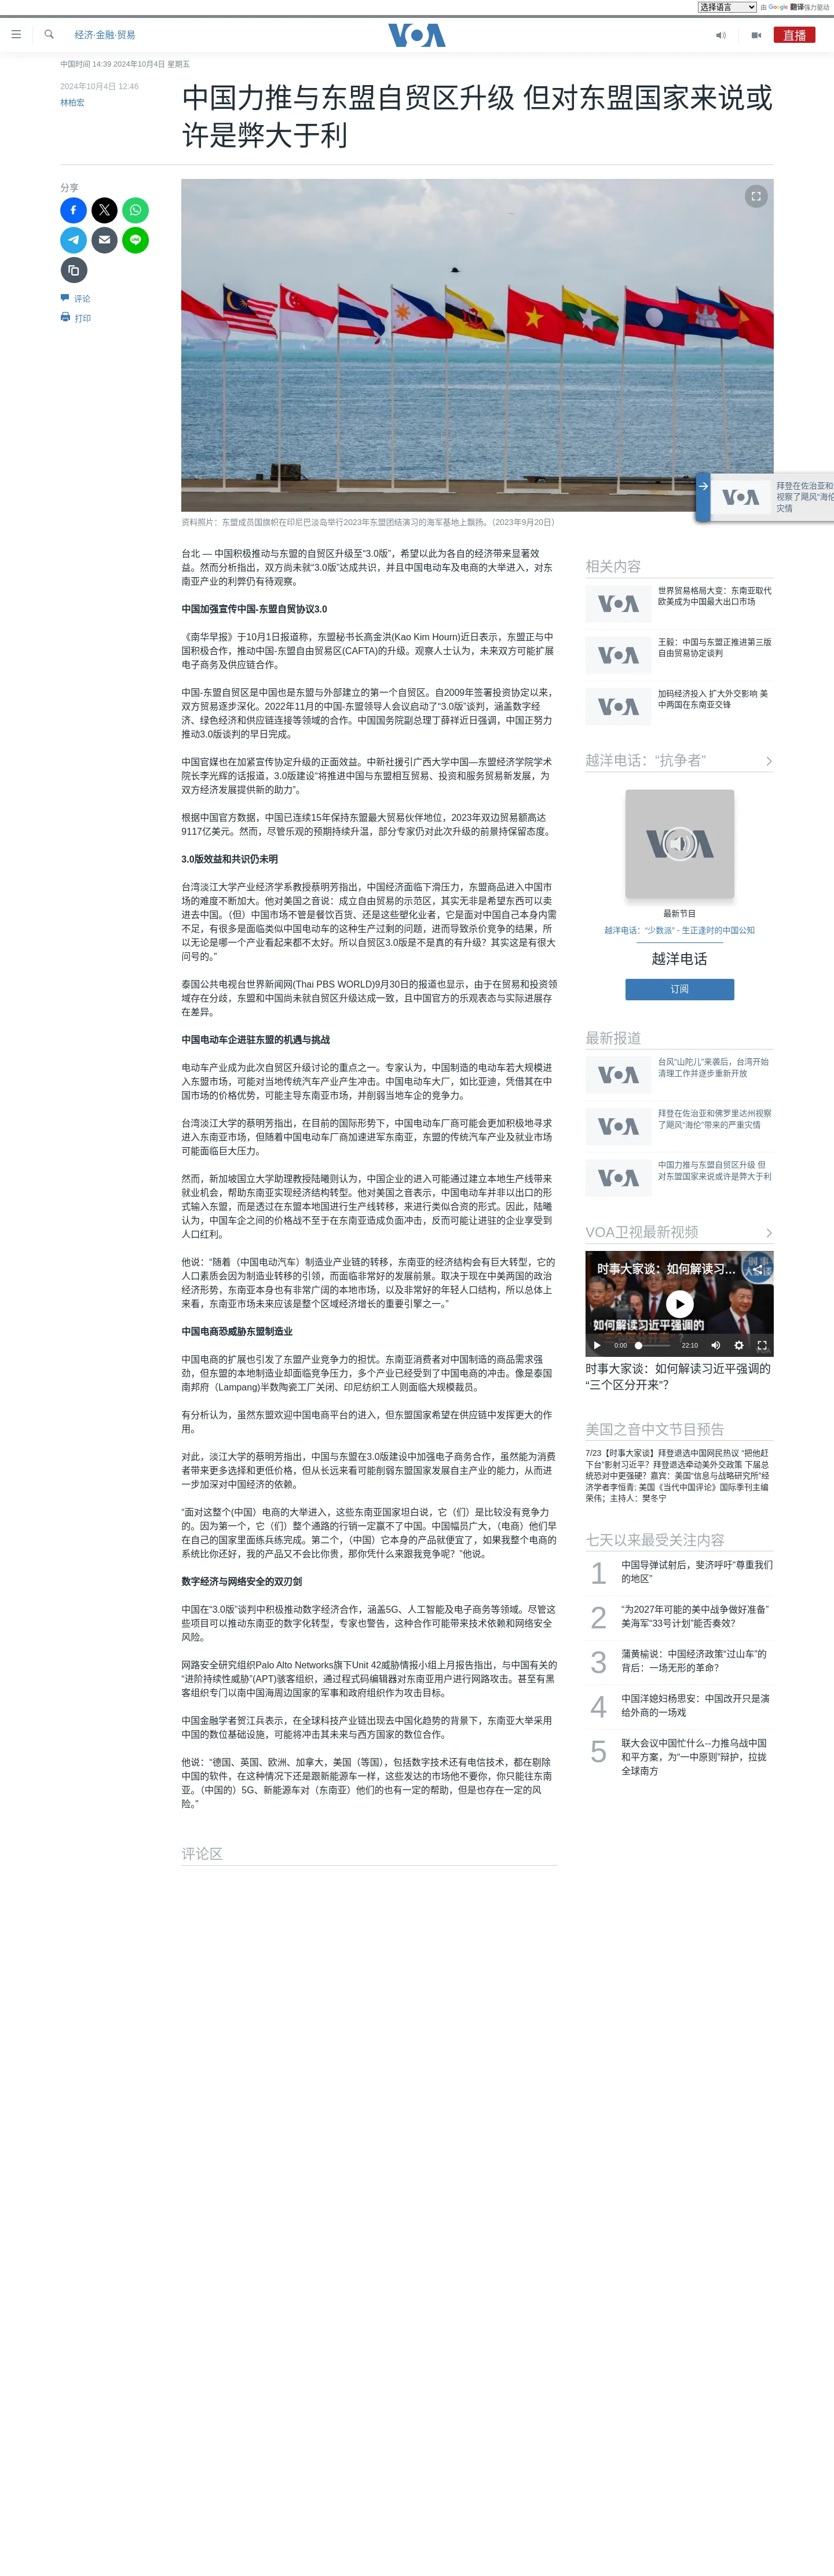 选择语言 由 Google 翻译强力驱动
经济·金融·贸易
VOA
直播
中国时间 14:39 2024年10月4日 星期五
2024年10月4日 12:46
林柏宏
中国力推与东盟自贸区升级 但对东盟国家来说或
许是弊大于利
分享
评论
打印
资料照片：东盟成员国旗帜在印尼巴淡岛举行2023年东盟团结演习的海军基地上飘扬。（2023年9月20日）
VOA
拜登在佐治亚和
视察了飓风“海伦
灾情
台北 — 中国积极推动与东盟的自贸区升级至“3.0版”，希望以此为各自的经济带来显著效
益。然而分析指出，双方尚未就“3.0版”达成共识，并且中国电动车及电商的大举进入，对东
南亚产业的利弊仍有待观察。
中国加强宣传中国-东盟自贸协议3.0
《南华早报》于10月1日报道称，东盟秘书长高金洪(Kao Kim Hourn)近日表示，东盟正与中
国积极合作，推动中国-东盟自由贸易区(CAFTA)的升级。观察人士认为，未来双方可能扩展
电子商务及供应链合作。
中国-东盟自贸区是中国也是东盟与外部建立的第一个自贸区。自2009年签署投资协定以来，
双方贸易逐步深化。2022年11月的中国-东盟领导人会议启动了“3.0版”谈判，涵盖数字经
济、绿色经济和供应链连接等领域的合作。中国国务院副总理丁薛祥近日强调，中国正努力
推动3.0版谈判的早日完成。
中国官媒也在加紧宣传协定升级的正面效益。中新社援引广西大学中国—东盟经济学院学术
院长李光辉的话报道，3.0版建设“将推进中国与东盟相互贸易、投资和服务贸易新发展，为
双方经济发展提供新的助力”。
根据中国官方数据，中国已连续15年保持东盟最大贸易伙伴地位，2023年双边贸易额高达
9117亿美元。然而，尽管乐观的预期持续升温，部分专家仍对此次升级的前景持保留态度。
3.0版效益和共识仍未明
台湾淡江大学产业经济学系教授蔡明芳指出，中国经济面临下滑压力，东盟商品进入中国市
场的难度不断加大。他对美国之音说：成立自由贸易的示范区，其实无非是希望东西可以卖
进去中国。（但）中国市场不管是餐饮百货、还是这些塑化业者，它是面对中国自己本身内需
不足，有很多是面临类似中国电动车的这种生产过剩的问题，进而导致杀价竞争的结果，所
以无论是哪一个产业看起来都不太好。所以自贸区3.0版是不是真的有升级？其实这是有很大
问号的。”
泰国公共电视台世界新闻网(Thai PBS WORLD)9月30日的报道也显示，由于在贸易和投资领
域存在分歧，东盟和中国尚未就自贸区升级达成一致，且中国官方的乐观表态与实际进展存
在差异。
中国电动车企进驻东盟的机遇与挑战
电动车产业成为此次自贸区升级讨论的重点之一。专家认为，中国制造的电动车若大规模进
入东盟市场，可能对当地传统汽车产业产生冲击。中国电动车大厂，如比亚迪，凭借其在中
国市场的价格优势，可能主导东南亚市场，并削弱当地车企的竞争力。
台湾淡江大学的蔡明芳指出，在目前的国际形势下，中国电动车厂商可能会更加积极地寻求
进入东南亚市场，但随着中国电动车厂商加速进军东南亚，东盟的传统汽车产业及就业市场
可能面临巨大压力。
然而，新加坡国立大学助理教授陆曦则认为，中国企业的进入可能通过建立本地生产线带来
就业机会，帮助东南亚实现经济结构转型。他对美国之音表示，中国电动车并非以出口的形
式输入东盟，而是透过在东盟本地国进行生产线转移，来进行类似合资的形式。因此，陆曦
认为，中国车企之间的价格战不至于在东南亚造成负面冲击，反而可能让进驻的企业享受到
人口红利。
他说：“随着（中国电动汽车）制造业产业链的转移，东南亚的经济结构会有巨大转型，它的
人口素质会因为制造业转移的引领，而面临非常好的发展前景。取决于现在中美两国的政治
经济形势，东南亚本身也有非常广阔的本地市场，以及非常好的年轻人口结构，所以总体上
来看，东南亚市场未来应该是整个区域经济增长的重要引擎之一。”
中国电商恐威胁东盟制造业
中国电商的扩展也引发了东盟产业竞争力的担忧。东南亚消费者对中国制造的商品需求强
劲，但东盟的本地制造业却面临竞争压力，多个产业已经受到了中国电商的冲击。像是泰国
南邦府（Lampang)半数陶瓷工厂关闭、印尼纺织工人则面临大规模裁员。
有分析认为，虽然东盟欢迎中国电商平台的进入，但东盟国家希望在供应链中发挥更大的作
用。
对此，淡江大学的蔡明芳指出，中国与东盟在3.0版建设中加强电子商务合作，虽然能为消费
者带来更多选择和更低价格，但从长远来看可能削弱东盟国家发展自主产业的能力，从而进
一步加深对中国经济的依赖。
“面对这整个(中国）电商的大举进入，这些东南亚国家坦白说，它（们）是比较没有竞争力
的。因为第一个，它（们）整个通路的行销一定赢不了中国。中国幅员广大，（电商）他们早
在自己的国家里面练兵练完成。第二个，（中国）它本身的产品就便宜了，如果我整个电商的
系统比你还好，我的产品又不会比你贵，那你凭什么来跟我竞争呢？”他说。
数字经济与网络安全的双刃剑
中国在“3.0版”谈判中积极推动数字经济合作，涵盖5G、人工智能及电子商务等领域。尽管这
些项目可以推动东南亚的数字化转型，专家也警告，这种合作可能带来技术依赖和网络安全
风险。
网路安全研究组织Palo Alto Networks旗下Unit 42威胁情报小组上月报告指出，与中国有关的
“进阶持续性威胁”(APT)骇客组织，通过程式码编辑器对东南亚用户进行网路攻击。甚至有黑
客组织专门以南中国海周边国家的军事和政府组织作为攻击目标。
中国金融学者贺江兵表示，在全球科技产业链出现去中国化趋势的背景下，东南亚大举采用
中国的数位基础设施，可能将冲击其未来与西方国家的数位合作。
他说：“德国、英国、欧洲、加拿大，美国（等国），包括数字技术还有电信技术，都在剔除
中国的软件，在这种情况下还是跟新能源车一样，这些发达的市场他不要你，你只能往东南
亚。（中国的）5G、新能源车对（东南亚）他们的也有一定的帮助，但是也存在一定的风
险。”
评论区
相关内容
VOA
世界贸易格局大变：东南亚取代
欧美成为中国最大出口市场
VOA
王毅：中国与东盟正推进第三版
自由贸易协定谈判
VOA
加码经济投入 扩大外交影响 美
中两国在东南亚交锋
越洋电话：“抗争者”
VOA
最新节目
越洋电话：“少数派” - 生正逢时的中国公知
越洋电话
订阅
最新报道
VOA
台风“山陀儿”来袭后，台湾开始
清理工作并逐步重新开放
VOA
拜登在佐治亚和佛罗里达州视察
了飓风“海伦”带来的严重灾情
VOA
中国力推与东盟自贸区升级 但
对东盟国家来说或许是弊大于利
VOA卫视最新视频
时事大家谈：如何解读习…
如何解读习近平强调的
0:00 22:10
时事大家谈：如何解读习近平强调的
“三个区分开来”？
美国之音中文节目预告
7/23【时事大家谈】拜登退选中国网民热议 “把他赶
下台”影射习近平？拜登退选牵动美外交政策 下届总
统恐对中更强硬？嘉宾：美国“信息与战略研究所”经
济学者李恒青; 美国《当代中国评论》国际季刊主编
荣伟；主持人：樊冬宁
七天以来最受关注内容
1 中国导弹试射后，斐济呼吁“尊重我们
的地区”
2 “为2027年可能的美中战争做好准备”
美海军“33号计划”能否奏效？
3 蒲黄榆说：中国经济政策“过山车”的
背后：一场无形的革命？
4 中国洋媳妇杨思安：中国改开只是演
给外商的一场戏
5 联大会议中国忙什么--力推乌战中国
和平方案，为“一中原则”辩护，拉拢
全球南方